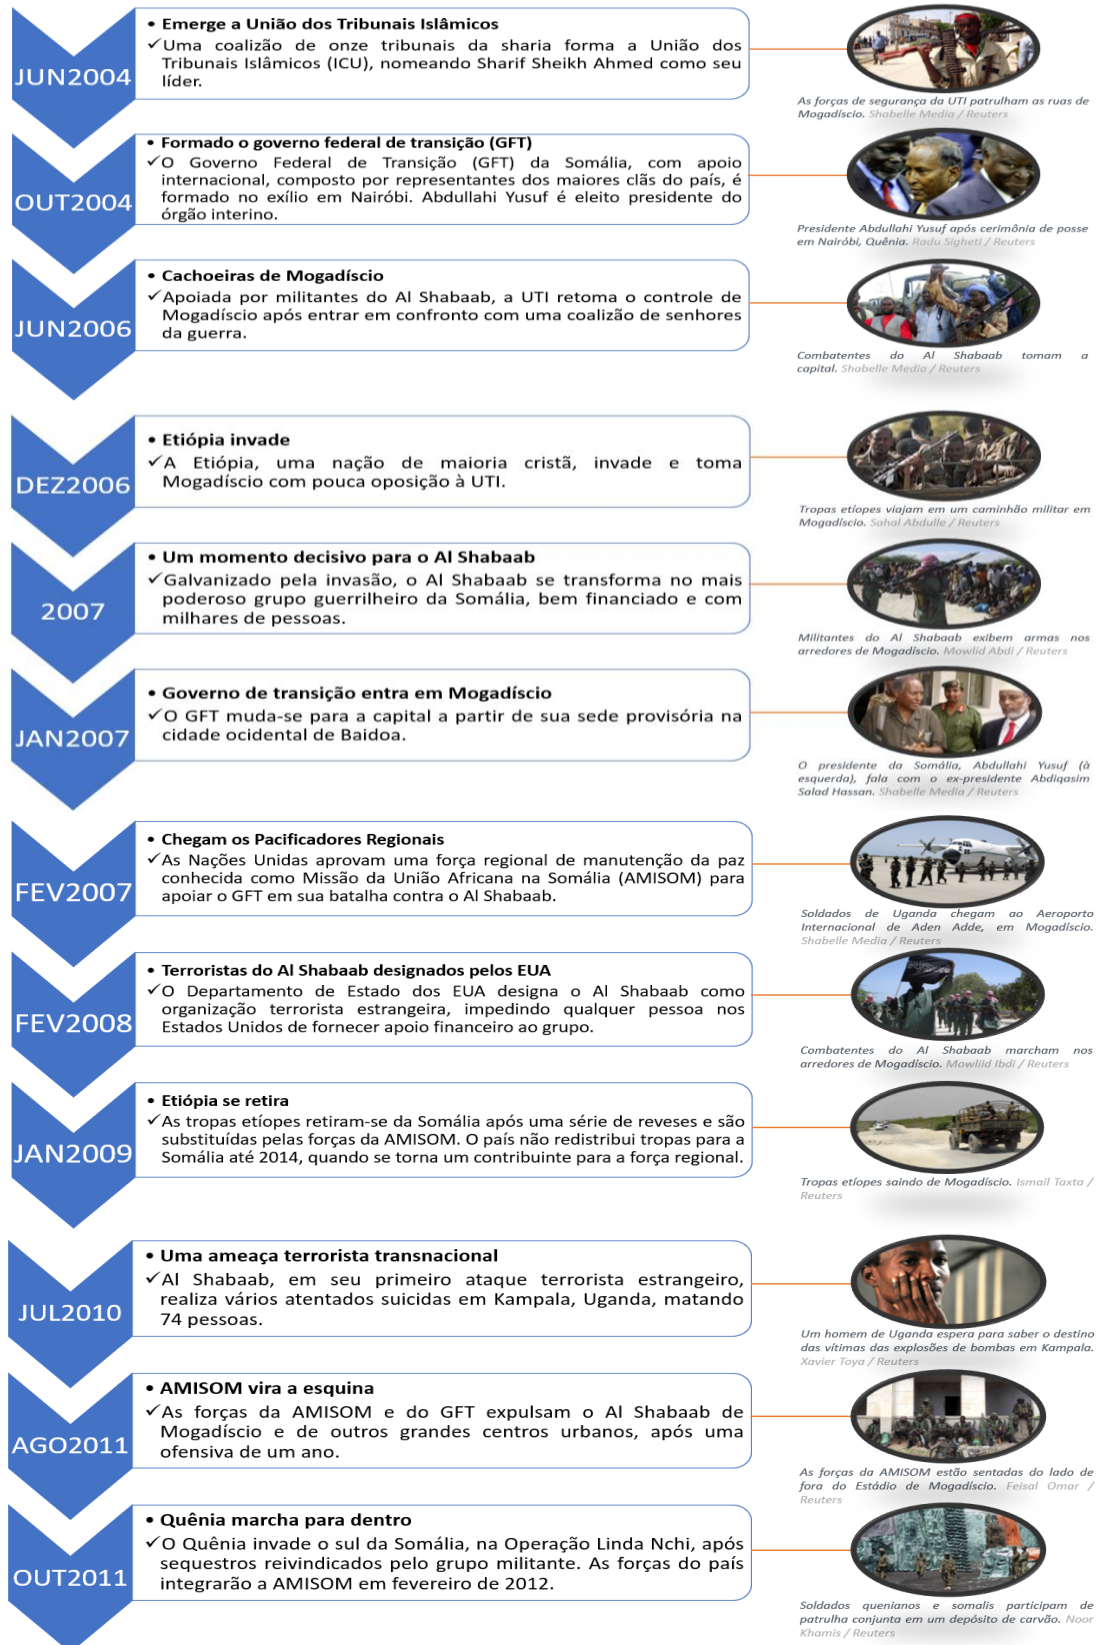 JUN2004
• Emerge a União dos Tribunais Islâmicos
✓Uma coalizão de onze tribunais da sharia forma a União dos
Tribunais Islâmicos (ICU), nomeando Sharif Sheikh Ahmed como seu
líder.
As forças de segurança da UTI patrulham as ruas de
Mogadíscio. Shabelle Media / Reuters
OUT2004
• Formado o governo federal de transição (GFT)
✓O Governo Federal de Transição (GFT) da Somália, com apoio
internacional, composto por representantes dos maiores clãs do país, é
formado no exílio em Nairóbi. Abdullahi Yusuf é eleito presidente do
órgão interino.
Presidente Abdullahi Yusuf após cerimônia de posse
em Nairóbi, Quênia. Radu Sigheti / Reuters
JUN2006
• Cachoeiras de Mogadíscio
✓Apoiada por militantes do Al Shabaab, a UTI retoma o controle de
Mogadíscio após entrar em confronto com uma coalizão de senhores
da guerra.
Combatentes do Al Shabaab tomam a
capital. Shabelle Media / Reuters
DEZ2006
• Etiópia invade
✓A Etiópia, uma nação de maioria cristã, invade e toma
Mogadíscio com pouca oposição à UTI.
Tropas etíopes viajam em um caminhão militar em
Mogadíscio. Sahal Abdulle / Reuters
2007
• Um momento decisivo para o Al Shabaab
✓Galvanizado pela invasão, o Al Shabaab se transforma no mais
poderoso grupo guerrilheiro da Somália, bem financiado e com
milhares de pessoas.
Militantes do Al Shabaab exibem armas nos
arredores de Mogadíscio. Mowlid Abdi / Reuters
JAN2007
• Governo de transição entra em Mogadíscio
✓O GFT muda-se para a capital a partir de sua sede provisória na
cidade ocidental de Baidoa.
O presidente da Somália, Abdullahi Yusuf (à
esquerda), fala com o ex-presidente Abdiqasim
Salad Hassan. Shabelle Media / Reuters
FEV2007
• Chegam os Pacificadores Regionais
✓As Nações Unidas aprovam uma força regional de manutenção da paz
conhecida como Missão da União Africana na Somália (AMISOM) para
apoiar o GFT em sua batalha contra o Al Shabaab.
Soldados de Uganda chegam ao Aeroporto
Internacional de Aden Adde, em Mogadíscio.
Shabelle Media / Reuters
FEV2008
• Terroristas do Al Shabaab designados pelos EUA
✓O Departamento de Estado dos EUA designa o Al Shabaab como
organização terrorista estrangeira, impedindo qualquer pessoa nos
Estados Unidos de fornecer apoio financeiro ao grupo.
Combatentes do Al Shabaab marcham nos
arredores de Mogadíscio. Mowliid Ibdi / Reuters
JAN2009
• Etiópia se retira
✓As tropas etíopes retiram-se da Somália após uma série de reveses e são
substituídas pelas forças da AMISOM. O país não redistribui tropas para a
Somália até 2014, quando se torna um contribuinte para a força regional.
Tropas etíopes saindo de Mogadíscio. Ismail Taxta /
Reuters
JUL2010
• Uma ameaça terrorista transnacional
✓Al Shabaab, em seu primeiro ataque terrorista estrangeiro,
realiza vários atentados suicidas em Kampala, Uganda, matando
74 pessoas.
Um homem de Uganda espera para saber o destino
das vítimas das explosões de bombas em Kampala.
Xavier Toya / Reuters
AGO2011
• AMISOM vira a esquina
✓As forças da AMISOM e do GFT expulsam o Al Shabaab de
Mogadíscio e de outros grandes centros urbanos, após uma
ofensiva de um ano.
As forças da AMISOM estão sentadas do lado de
fora do Estádio de Mogadíscio. Feisal Omar /
Reuters
OUT2011
• Quênia marcha para dentro
✓O Quênia invade o sul da Somália, na Operação Linda Nchi, após
sequestros reivindicados pelo grupo militante. As forças do país
integrarão a AMISOM em fevereiro de 2012.
Soldados quenianos e somalis participam de
patrulha conjunta em um depósito de carvão. Noor
Khamis / Reuters